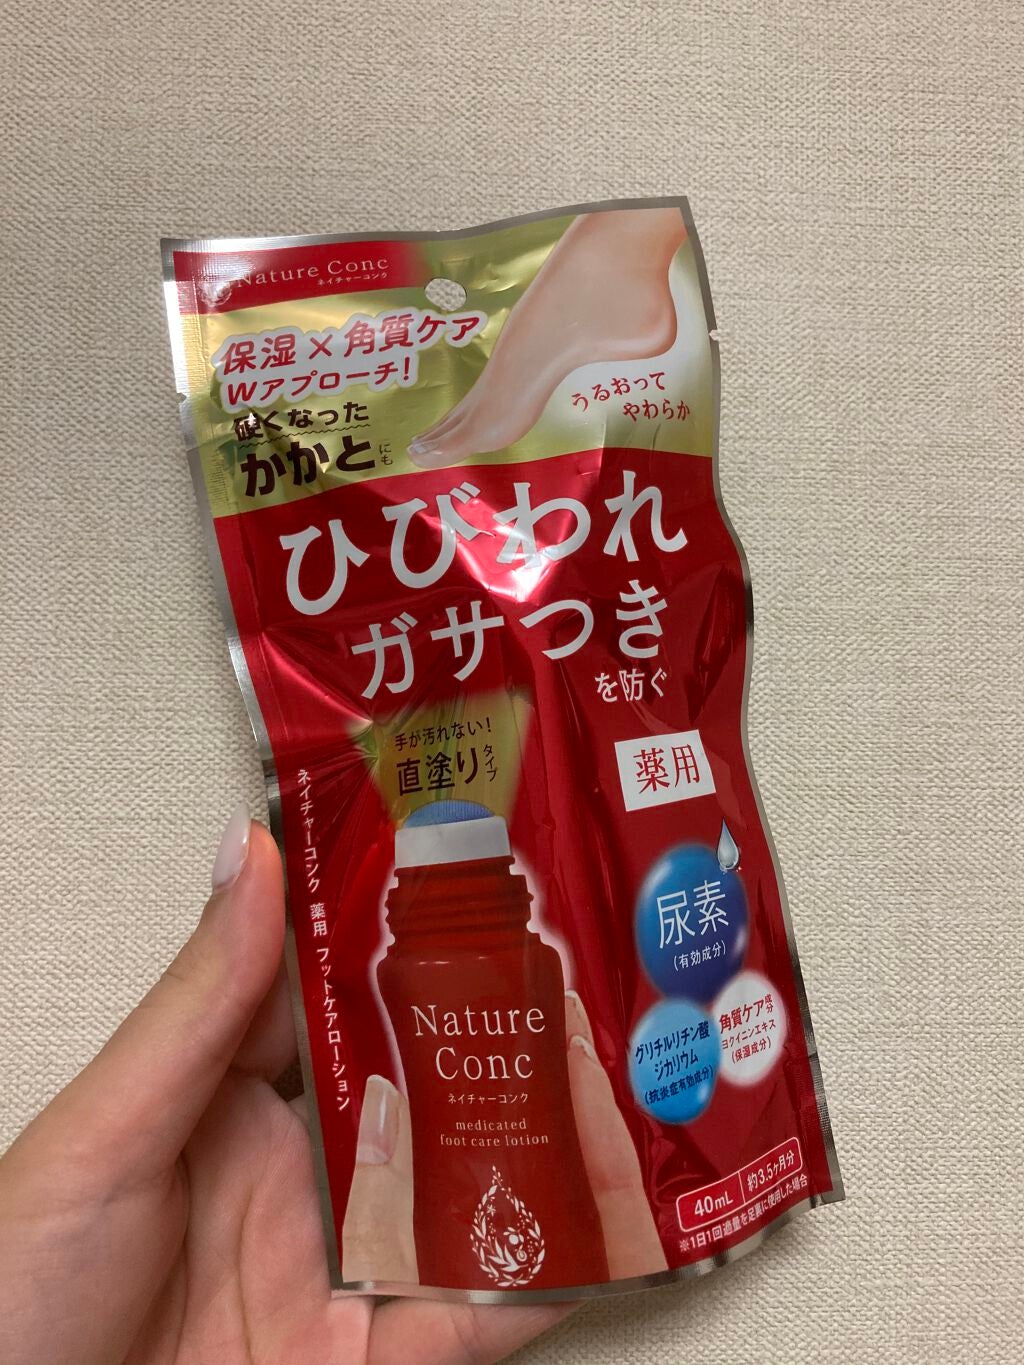 Nature Conc
ネイチャーコンク
保湿×角質ケア
Wアプローチ!
硬くなった
かかとにも
うるおって
やわらか
ひびわれ
ガサつき
を防ぐ
手が汚れない!
直塗りタイプ
薬用
尿素
(有効成分)
グリチルリチン酸
ジカリウム
(抗炎症有効成分)
角質ケア成分
ヨクイニンエキス
(保湿成分)
ネイチャーコンク 薬用 フットケアローション
Nature
Conc
ネイチャーコンク
medicated
foot care lotion
40mL 約3.5ヶ月分
※1日1回適量を足裏に使用した場合